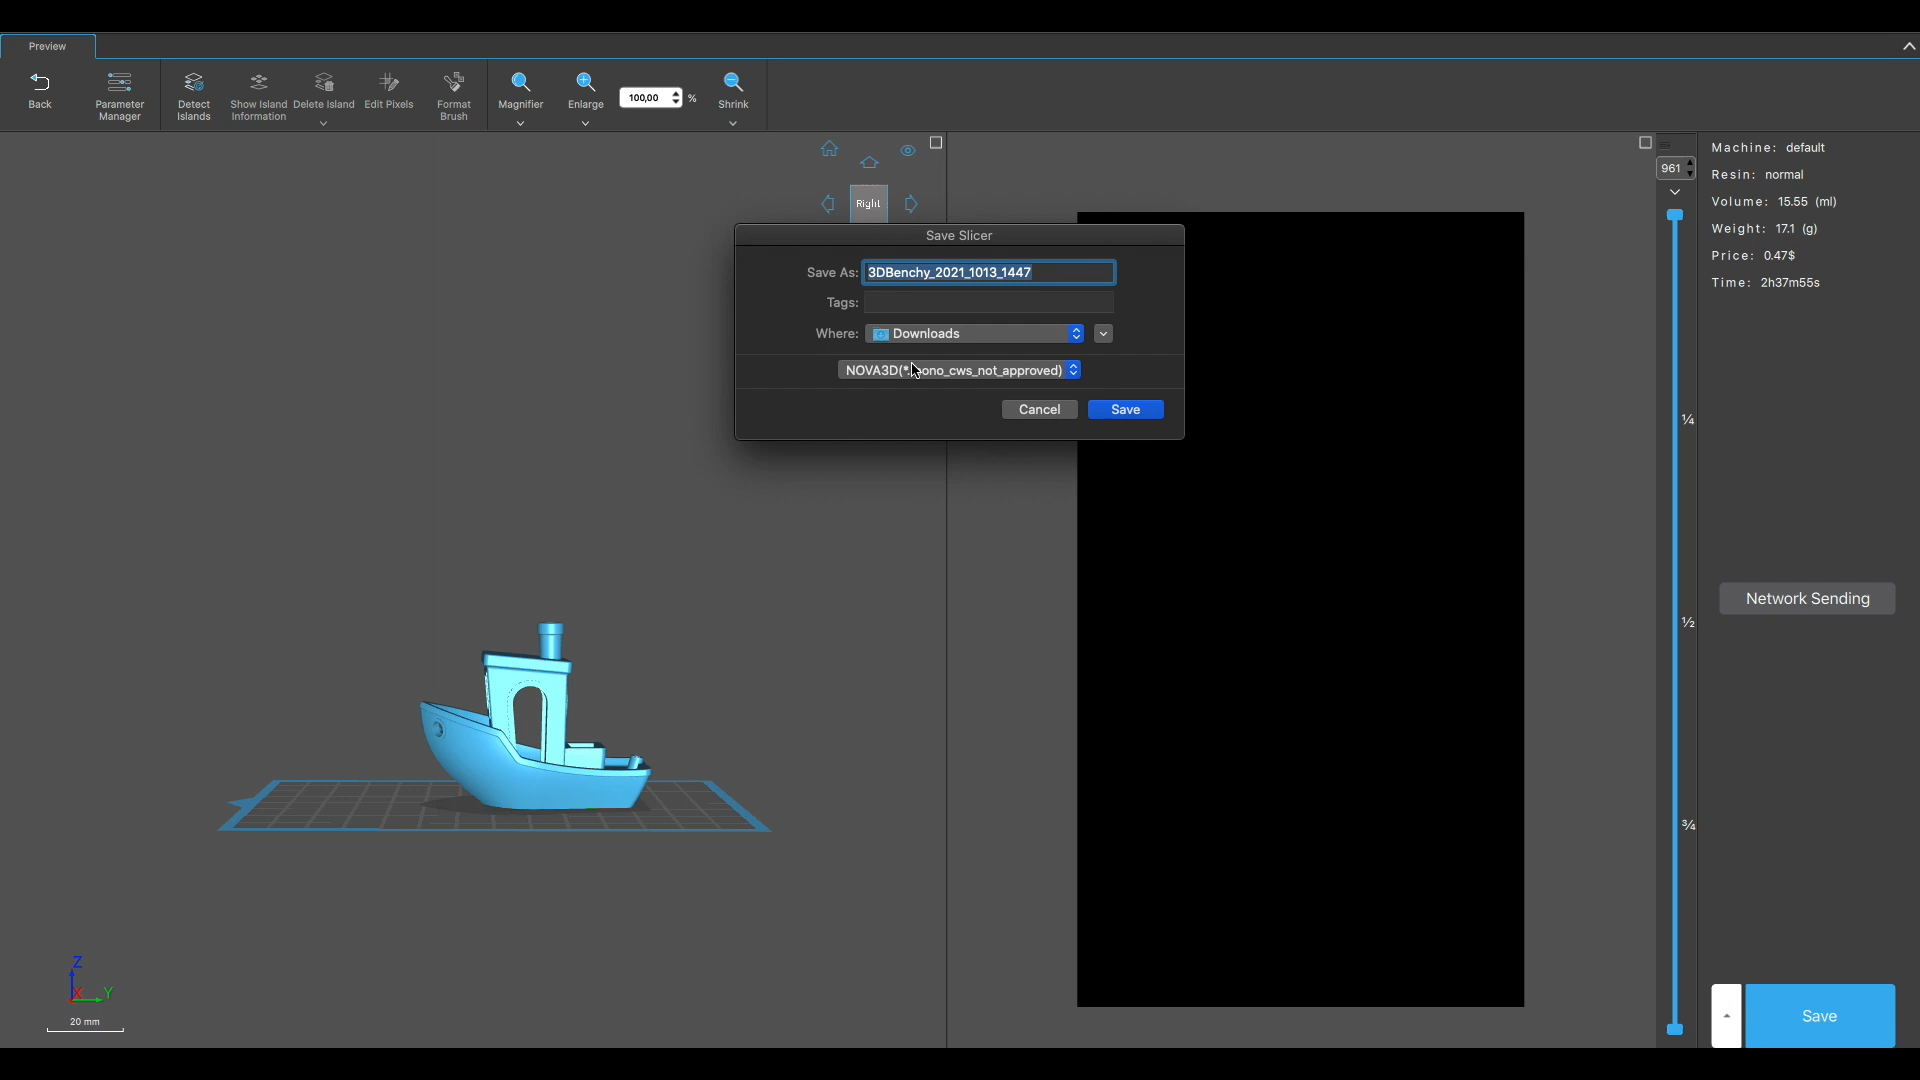 Preview
Back
Parameter
Manager
Detect
Islands
Show Island
Information
Delete Island
Edit Pixels
Format
Brush
Magnifier
Enlarge
100,00 %
Shrink
Right
Save Slicer
Save As: 3DBenchy_2021_1013_1447
Tags:
Where: Downloads
NOVA3D(*. ono_cws_not_approved)
Cancel
Save
961
¼
½
¾
Machine: default
Resin: normal
Volume: 15.55 (ml)
Weight: 17.1 (g)
Price: 0.47$
Time: 2h37m55s
Network Sending
Save
Z
X
Y
20 mm